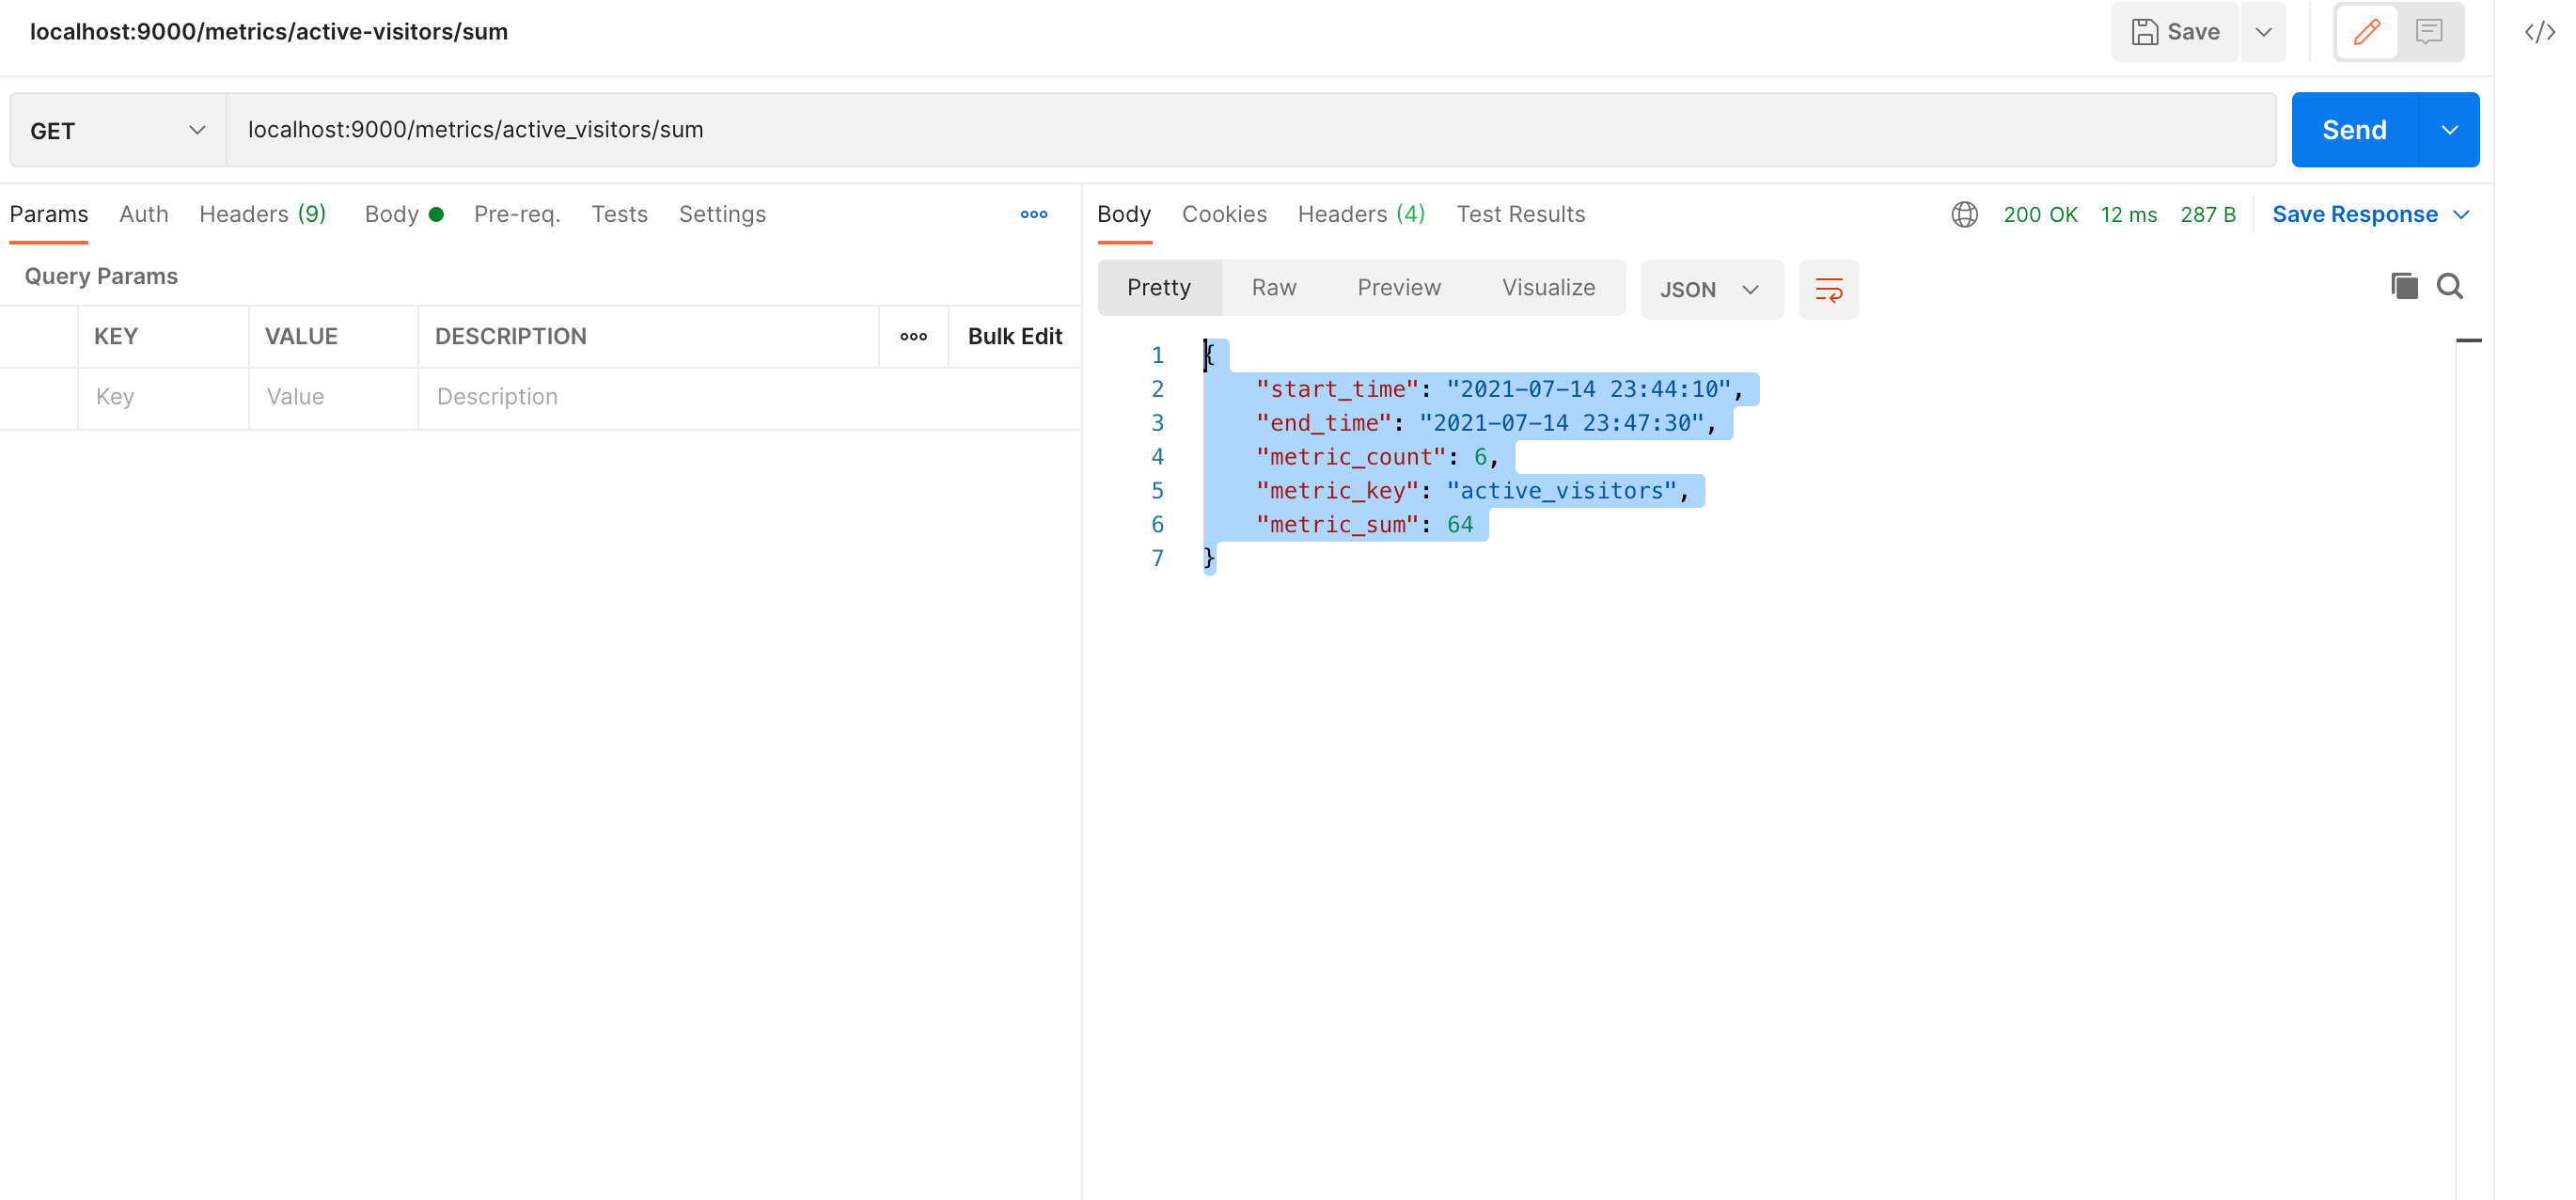 localhost:9000/metrics/active-visitors/sum
Save
GET
localhost:9000/metrics/active_visitors/sum
Send
Params Auth Headers (9) Body Pre-req. Tests Settings
Query Params
KEY VALUE DESCRIPTION Bulk Edit
Key Value Description
Body Cookies Headers (4) Test Results
200 OK 12 ms 287 B Save Response
Pretty Raw Preview Visualize JSON
1 {
2 "start_time": "2021-07-14 23:44:10",
3 "end_time": "2021-07-14 23:47:30",
4 "metric_count": 6,
5 "metric_key": "active_visitors",
6 "metric_sum": 64
7 }